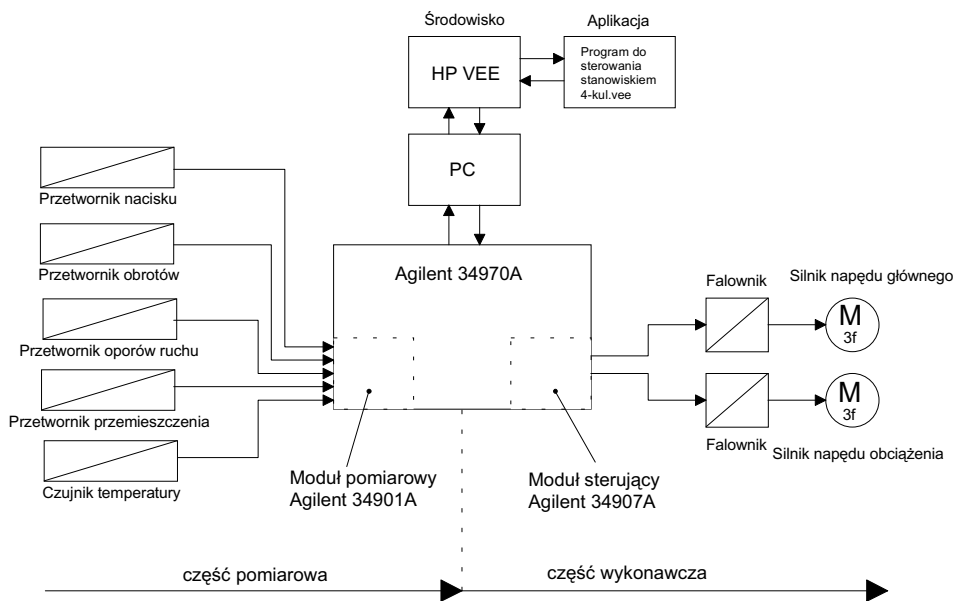 Środowisko
Aplikacja
HP VEE
Program do
sterowania
stanowiskiem
4-kul.vee
PC
Przetwornik nacisku
Przetwornik obrotów
Przetwornik oporów ruchu
Przetwornik przemieszczenia
Czujnik temperatury
Agilent 34970A
Moduł pomiarowy
Agilent 34901A
Moduł sterujący
Agilent 34907A
Falownik
Silnik napędu głównego
M
3f
M
3f
Falownik
Silnik napędu obciążenia
część pomiarowa
część wykonawcza